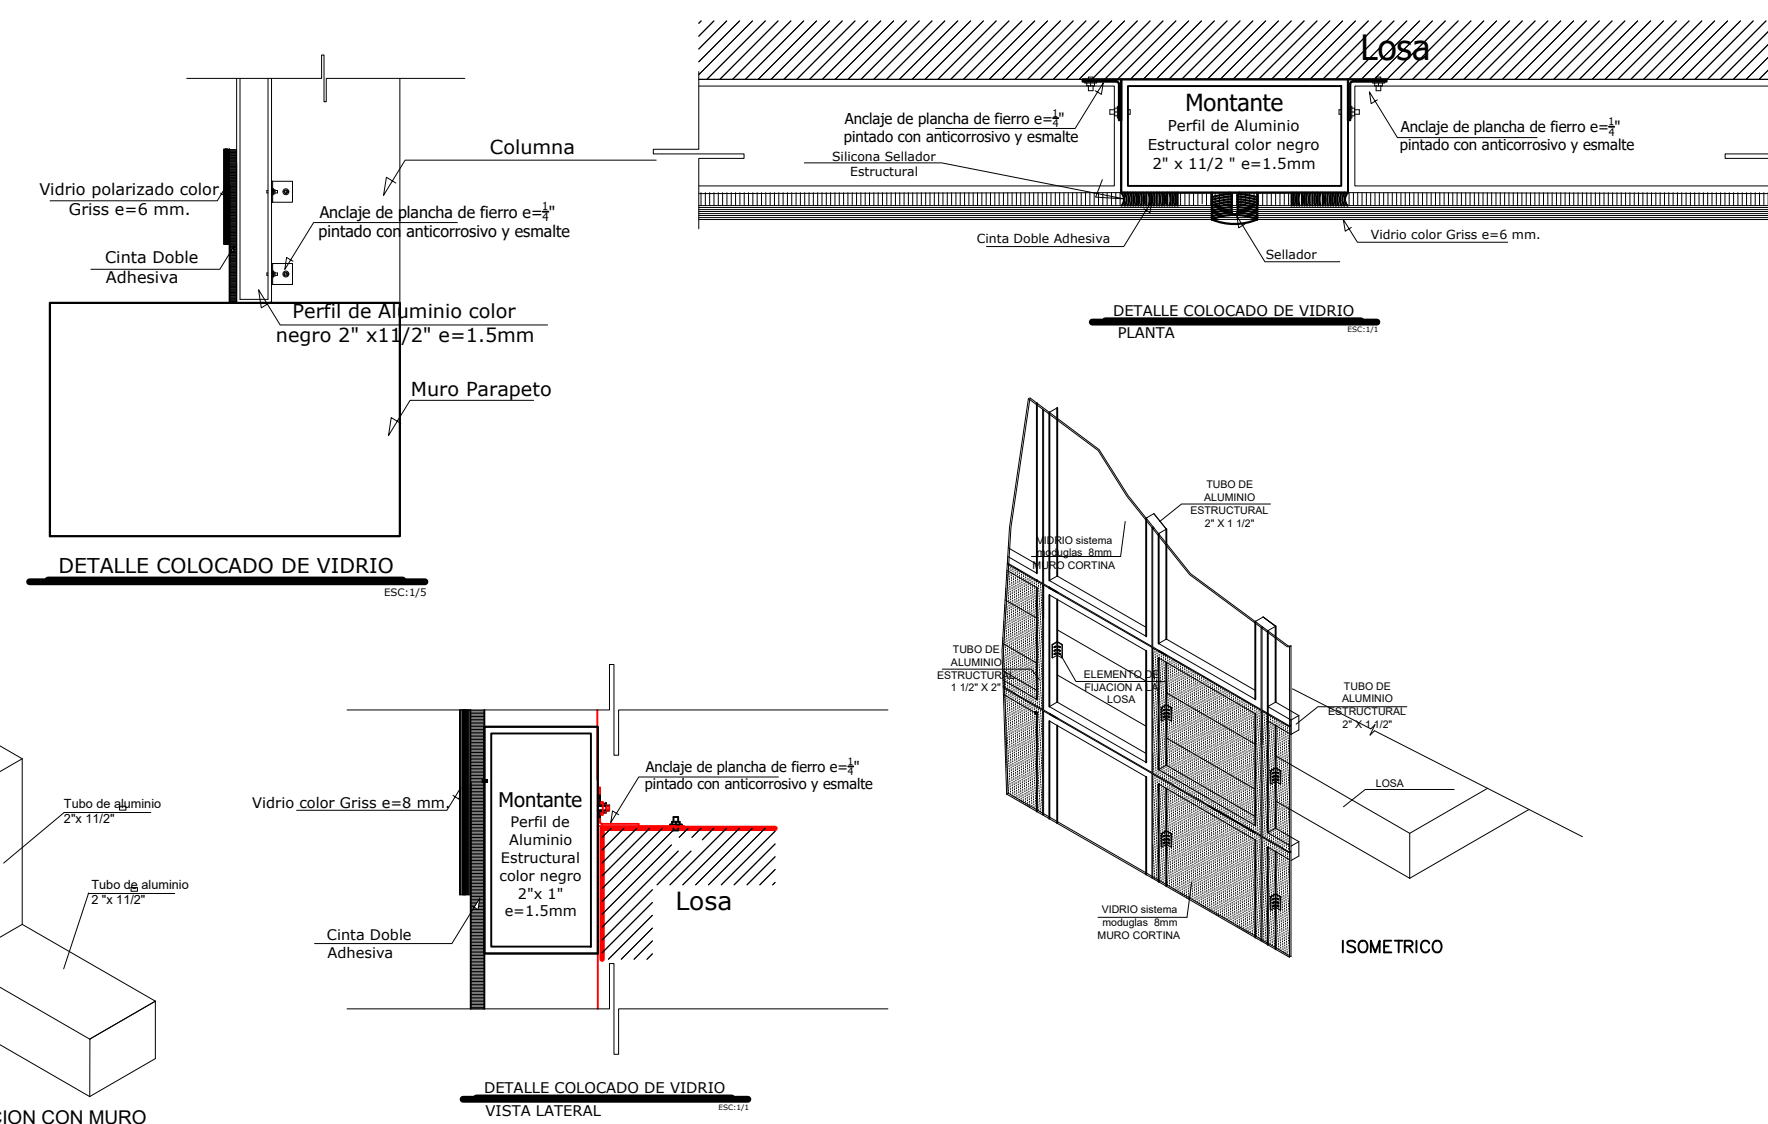 Columna
Vidrio polarizado color
Griss e=6 mm.
Anclaje de plancha de fierro e=1/4"
pintado con anticorrosivo y esmalte
Cinta Doble
Adhesiva
Perfil de Aluminio color
negro 2" x11/2" e=1.5mm
Muro Parapeto
DETALLE COLOCADO DE VIDRIO
ESC:1/5
Losa
Montante
Perfil de Aluminio
Estructural color negro
2" x 11/2 " e=1.5mm
Anclaje de plancha de fierro e=1/4"
pintado con anticorrosivo y esmalte
Anclaje de plancha de fierro e=1/4"
pintado con anticorrosivo y esmalte
Silicona Sellador
Estructural
Cinta Doble Adhesiva
Sellador
Vidrio color Griss e=6 mm.
DETALLE COLOCADO DE VIDRIO
PLANTA
ESC:1/1
TUBO DE
ALUMINIO
ESTRUCTURAL
2" X 1 1/2"
VIDRIO sistema
moduglas 8mm
MURO CORTINA
TUBO DE
ALUMINIO
ESTRUCTURAL
1 1/2" X 2"
ELEMENTO DE
FIJACION A LA
LOSA
TUBO DE
ALUMINIO
ESTRUCTURAL
2" X 1 1/2"
LOSA
VIDRIO sistema
moduglas 8mm
MURO CORTINA
ISOMETRICO
Tubo de aluminio
2"x 11/2"
Tubo de aluminio
2 "x 11/2"
CION CON MURO
Vidrio color Griss e=8 mm.
Montante
Perfil de
Aluminio
Estructural
color negro
2"x 1"
e=1.5mm
Anclaje de plancha de fierro e=1/4"
pintado con anticorrosivo y esmalte
Losa
Cinta Doble
Adhesiva
DETALLE COLOCADO DE VIDRIO
VISTA LATERAL
ESC:1/1